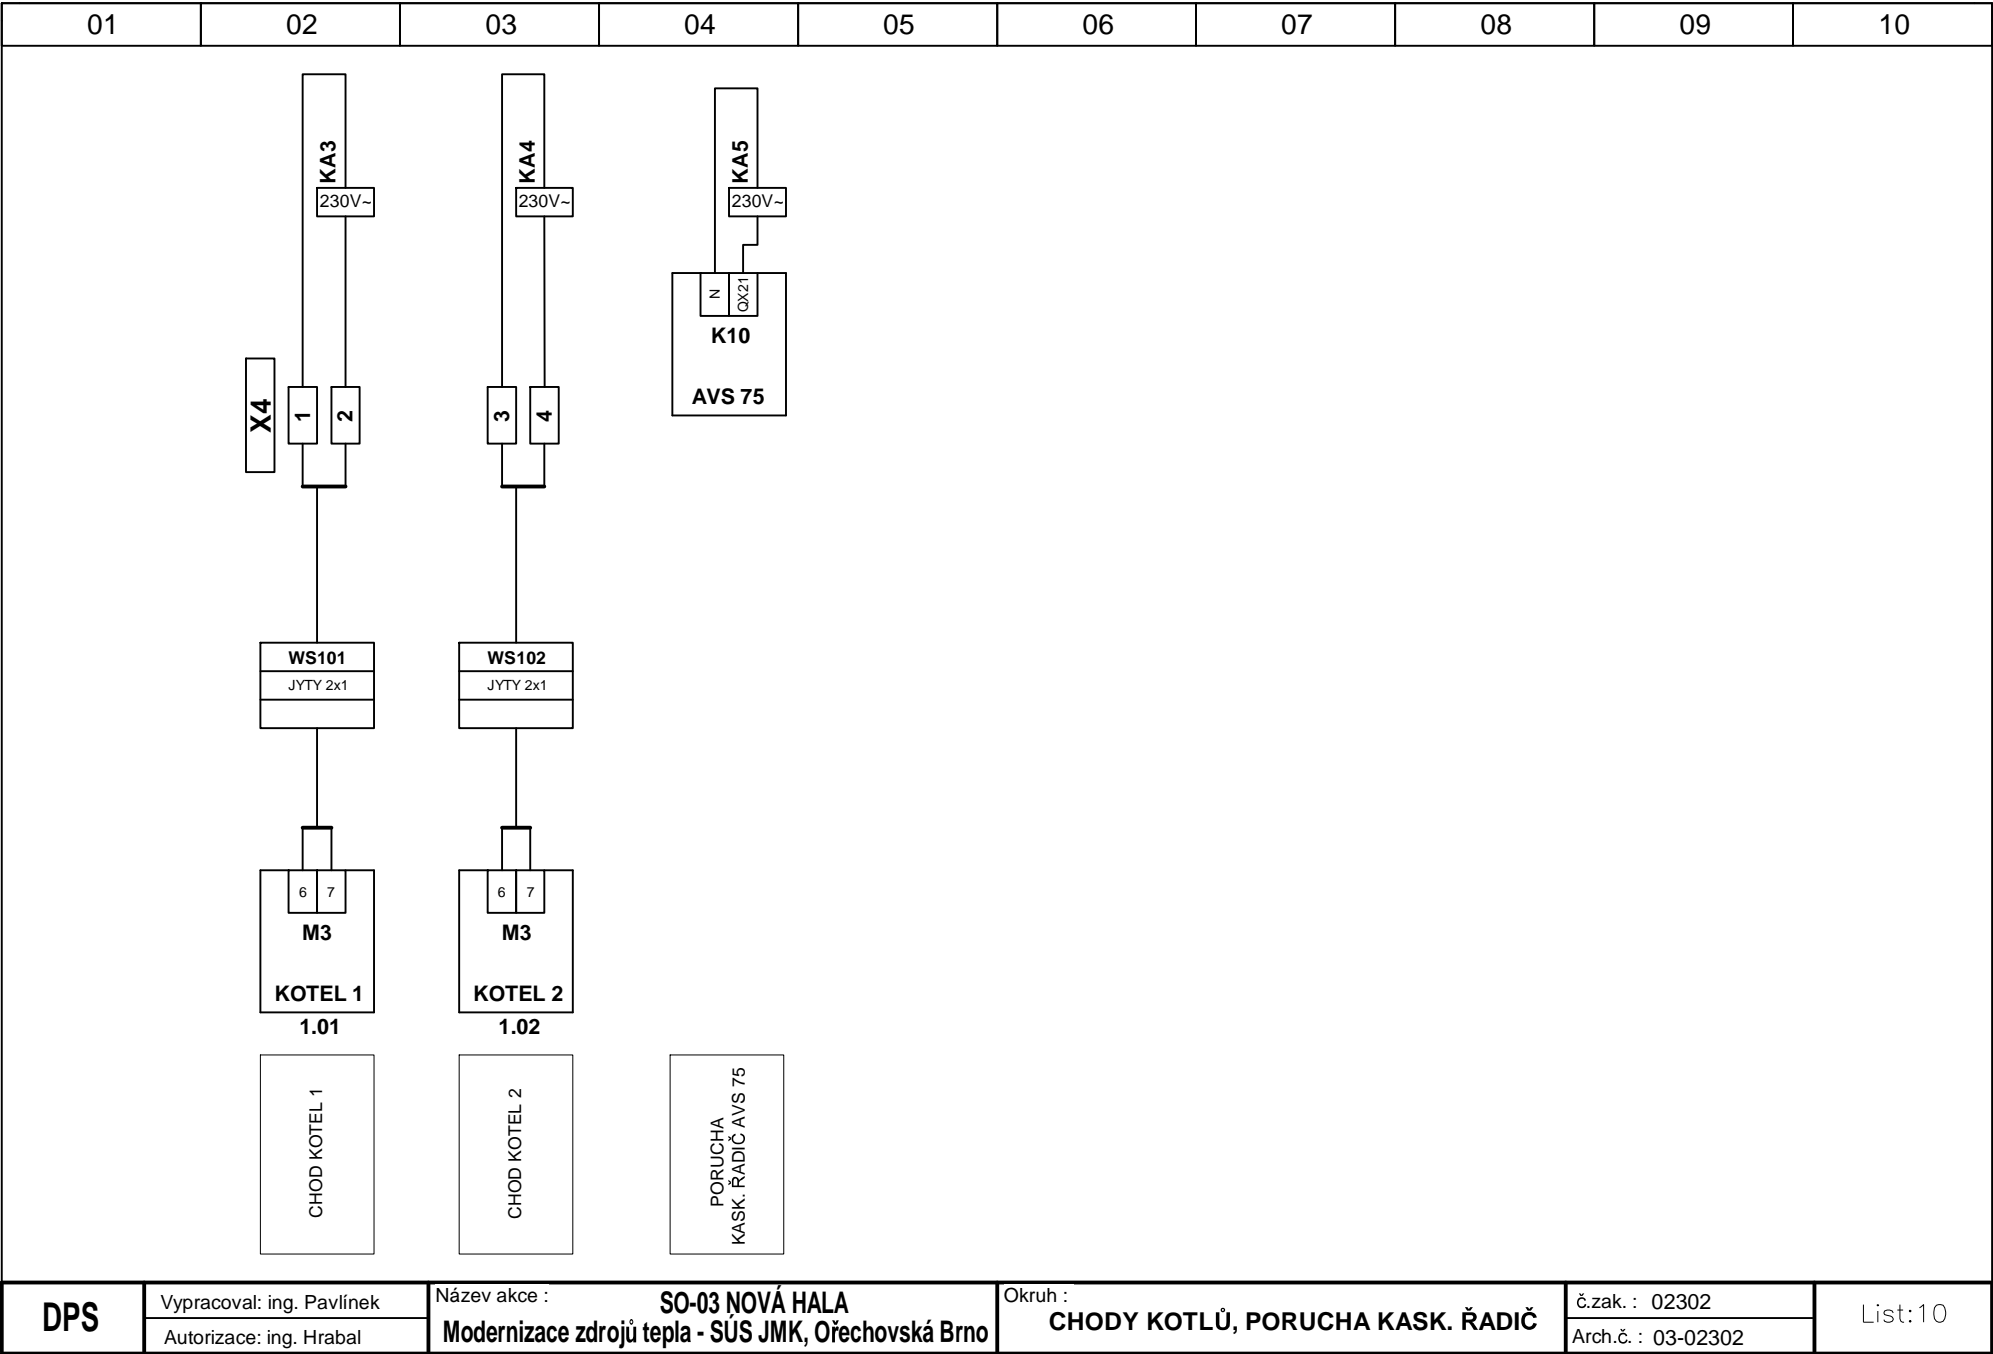 01 02 03 04 05 06 07 08 09 10
KA3 KA4 KA5
230V~ 230V~ 230V~
N QX21
K10
AVS 75
X4 1 2 3 4
WS101 WS102
JYTY 2x1 JYTY 2x1
6 7 6 7
M3 M3
KOTEL 1 KOTEL 2
1.01 1.02
CHOD KOTEL 1
CHOD KOTEL 2
PORUCHA
KASK. ŘADIČ AVS 75
DPS
Vypracoval: ing. Pavlínek
Autorizace: ing. Hrabal
Název akce :
SO-03 NOVÁ HALA
Modernizace zdrojů tepla - SÚS JMK, Ořechovská Brno
Okruh :
CHODY KOTLŮ, PORUCHA KASK. ŘADIČ
č.zak. : 02302
Arch.č. : 03-02302
List:10